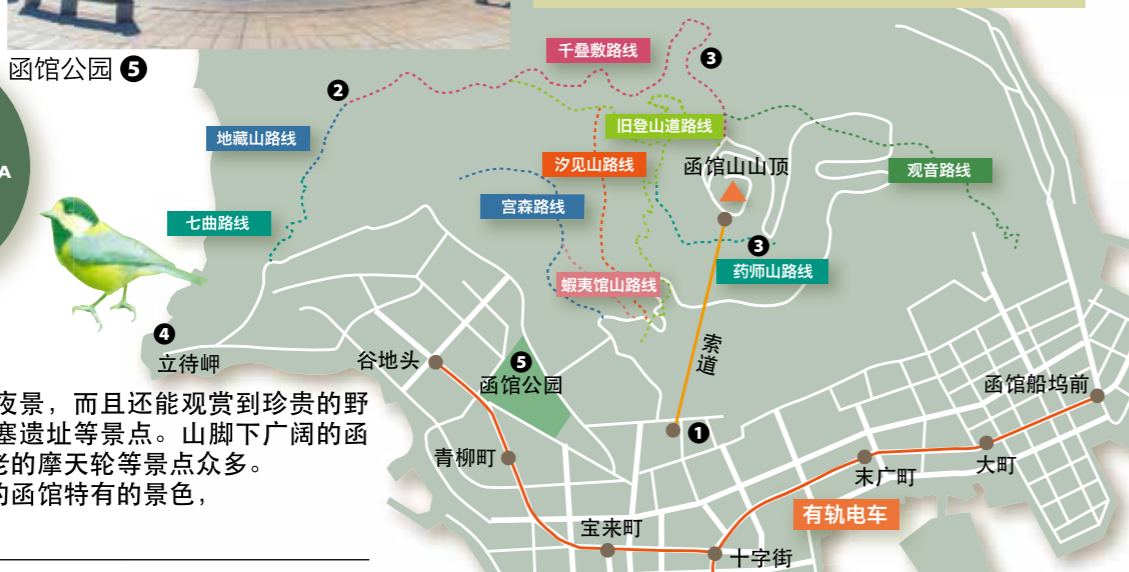 函馆公园 ❺
A
千叠敷路线
❸
❷
地藏山路线
旧登山道路线
汐见山路线
函馆山山顶
观音路线
宫森路线
七曲路线
❸
药师山路线
虾夷馆山路线
❹
立待岬
谷地头
❺
函馆公园
索道
函馆船坞前
❶
青柳町
末广町
大町
有轨电车
宝来町
十字街
夜景，而且还能观赏到珍贵的野
塞遗址等景点。山脚下广阔的函
老的摩天轮等景点众多。
的函馆特有的景色，